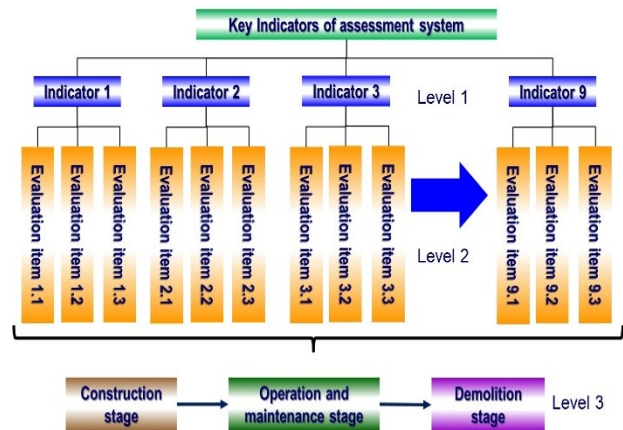 Key Indicators of assessment system
Indicator 1
Indicator 2
Indicator 3
Level 1
Indicator 9
Evaluation item 1.1
Evaluation item 1.2
Evaluation item 1.3
Evaluation item 2.1
Evaluation item 2.2
Evaluation item 2.3
Evaluation item 3.1
Evaluation item 3.2
Evaluation item 3.3
Level 2
Evaluation item 9.1
Evaluation item 9.2
Evaluation item 9.3
Construction
stage
Operation and
maintenance stage
Demolition
stage
Level 3